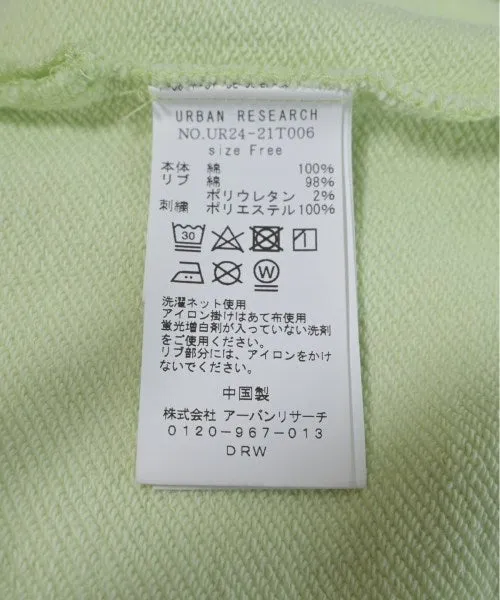 URBAN RESEARCH
NO.UR24-21T006
size Free
本体 綿 100%
リブ 綿 98%
ポリウレタン 2%
刺繍 ポリエステル100%
30
W
洗濯ネット使用
アイロン掛けはあて布使用
蛍光増白剤が入っていない洗剤
をご使用ください。
リブ部分には、アイロンをかけ
ないでください。
中国製
株式会社 アーバンリサーチ
0120-967-013
DRW